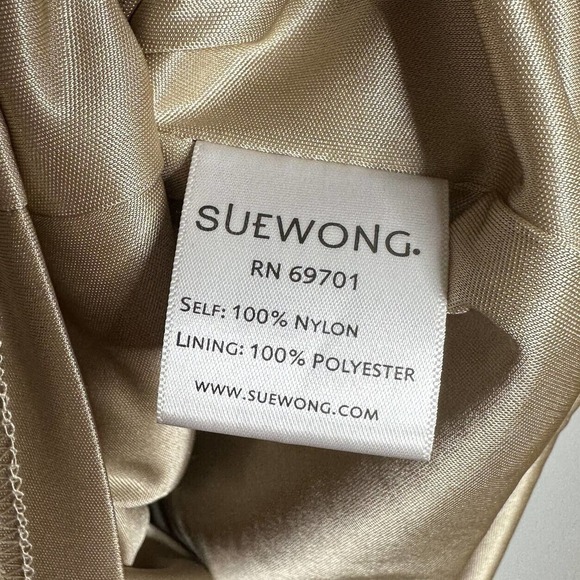 SUEWONG.
RN 69701
SELF: 100% NYLON
LINING: 100% POLYESTER
WWW.SUEWONG.COM